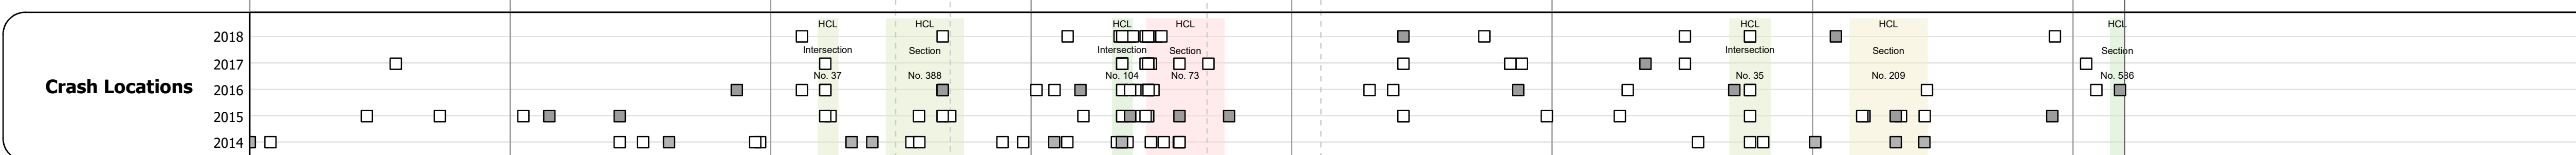 Crash Locations
2018
2017
2016
2015
2014
HCL
Intersection
No. 37
HCL
Section
No. 388
HCL
Intersection
No. 104
HCL
Section
No. 73
HCL
Intersection
No. 35
HCL
Section
No. 209
HCL
Section
No. 536